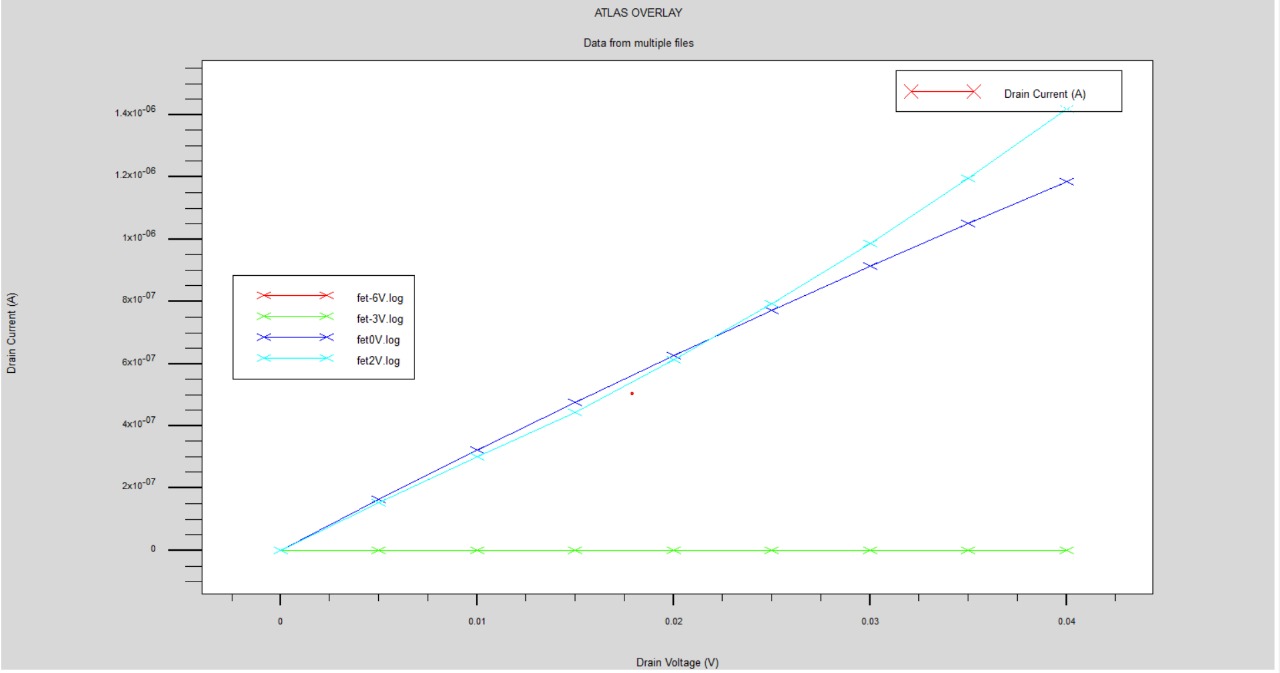 ATLAS OVERLAY
Data from multiple files
Drain Current (A)
1.4x10⁻⁰⁶
1.2x10⁻⁰⁶
1x10⁻⁰⁶
8x10⁻⁰⁷
6x10⁻⁰⁷
4x10⁻⁰⁷
2x10⁻⁰⁷
0
fet-6V.log
fet-3V.log
fet0V.log
fet2V.log
Drain Current (A)
0 0.01 0.02 0.03 0.04
Drain Voltage (V)